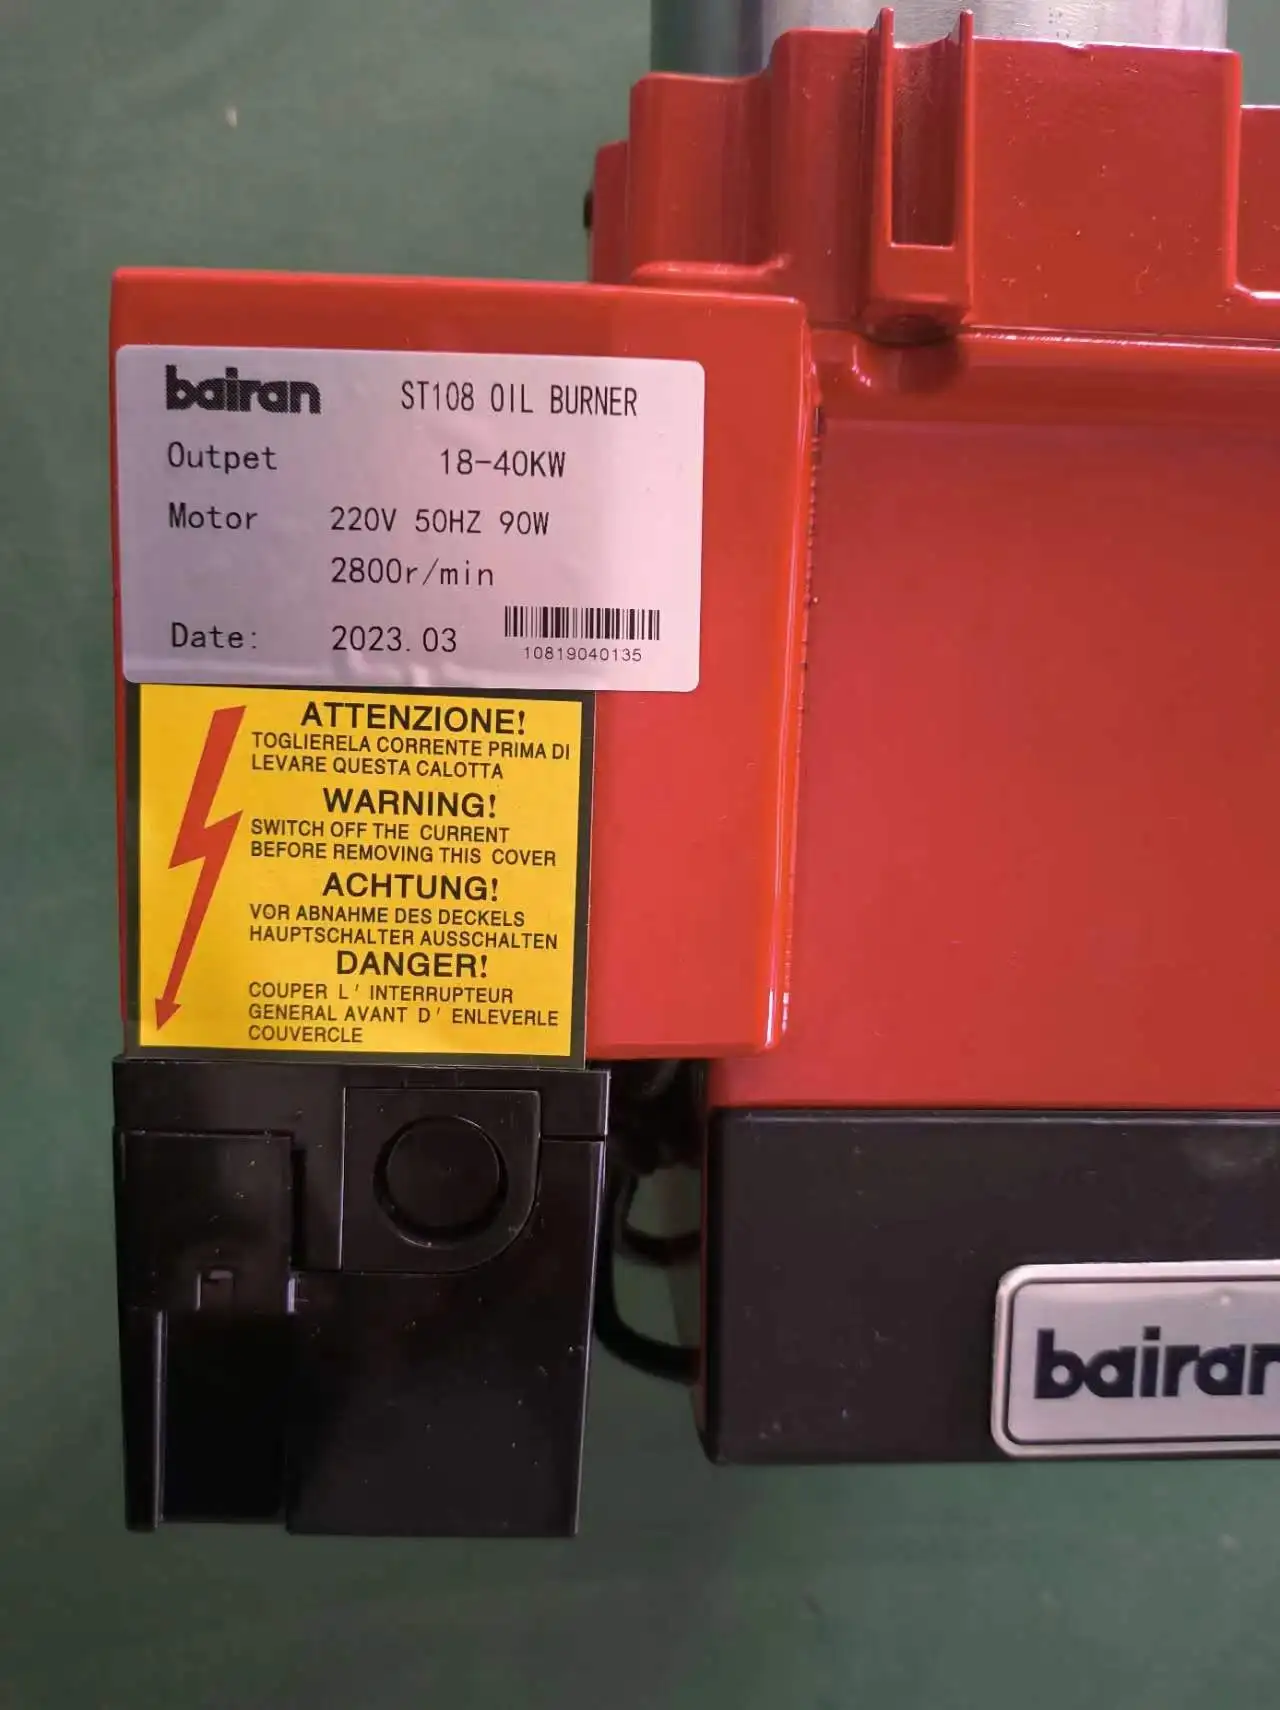 bairan ST108 OIL BURNER
Outpet 18-40KW
Motor 220V 50HZ 90W
2800r/min
Date: 2023.03
10819040135
ATTENZIONE!
TOGLIERELA CORRENTE PRIMA DI
LEVARE QUESTA CALOTTA
WARNING!
SWITCH OFF THE CURRENT
BEFORE REMOVING THIS COVER
ACHTUNG!
VOR ABNAHME DES DECKELS
HAUPTSCHALTER AUSSCHALTEN
DANGER!
COUPER L' INTERRUPTEUR
GENERAL AVANT D' ENLEVERLE
COUVERCLE
bairan